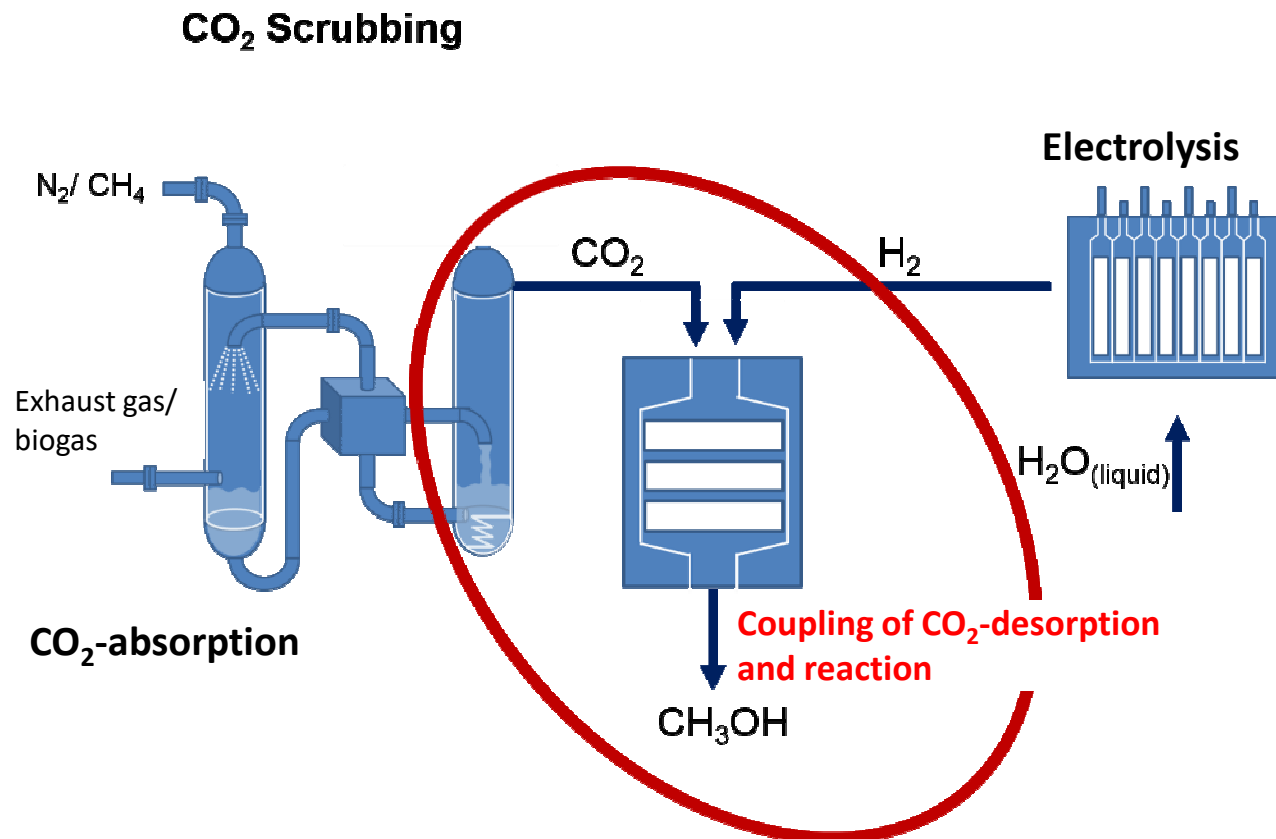 CO₂ Scrubbing
Electrolysis
N₂/ CH₄
CO₂
H₂
Exhaust gas/
biogas
H₂O(liquid)
CO₂-absorption
Coupling of CO₂-desorption
and reaction
CH₃OH